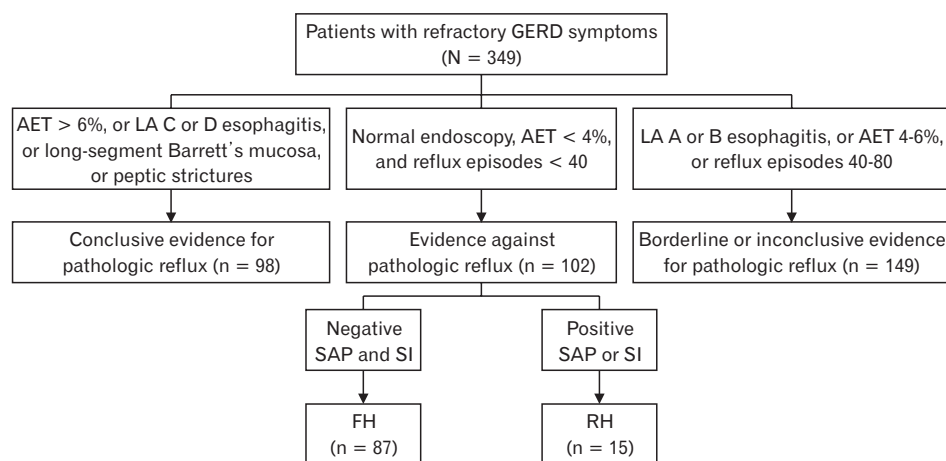 Patients with refractory GERD symptoms
(N = 349)
AET > 6%, or LA C or D esophagitis,
or long-segment Barrett's mucosa,
or peptic strictures
Normal endoscopy, AET < 4%,
and reflux episodes < 40
LA A or B esophagitis, or AET 4-6%,
or reflux episodes 40-80
Conclusive evidence for
pathologic reflux (n = 98)
Evidence against
pathologic reflux (n = 102)
Borderline or inconclusive evidence
for pathologic reflux (n = 149)
Negative
SAP and SI
Positive
SAP or SI
FH
(n = 87)
RH
(n = 15)